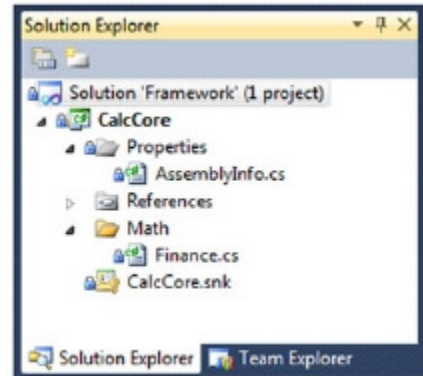 Solution Explorer
Solution 'Framework' (1 project)
CalcCore
Properties
AssemblyInfo.cs
References
Math
Finance.cs
CalcCore.snk
Solution Explorer Team Explorer